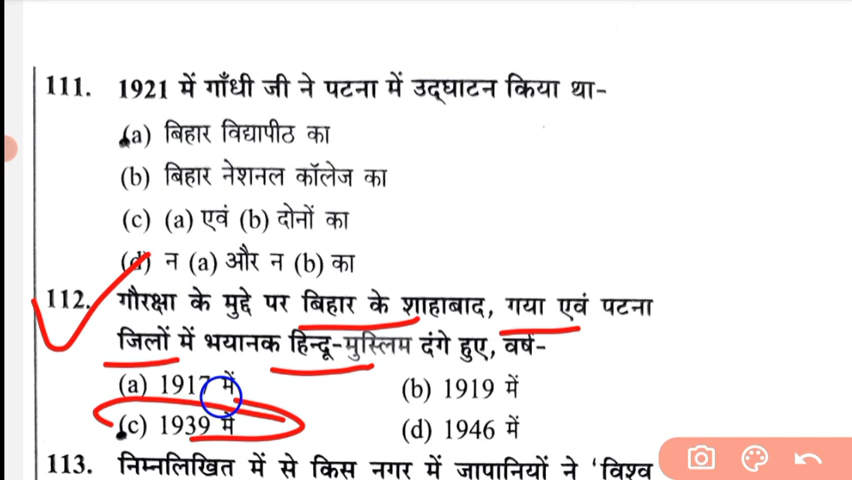 111. 1921 में गाँधी जी ने पटना में उद्घाटन किया था-
(a) बिहार विद्यापीठ का
(b) बिहार नेशनल कॉलेज का
(c) (a) एवं (b) दोनों का
(d) न (a) और न (b) का
112. गौरक्षा के मुद्दे पर बिहार के शाहाबाद, गया एवं पटना
जिलों में भयानक हिन्दू-मुस्लिम दंगे हुए, वर्ष-
(a) 1917 में (b) 1919 में
(c) 1939 में (d) 1946 में
113. निम्नलिखित में से किस नगर में जापानियों ने 'विश्व